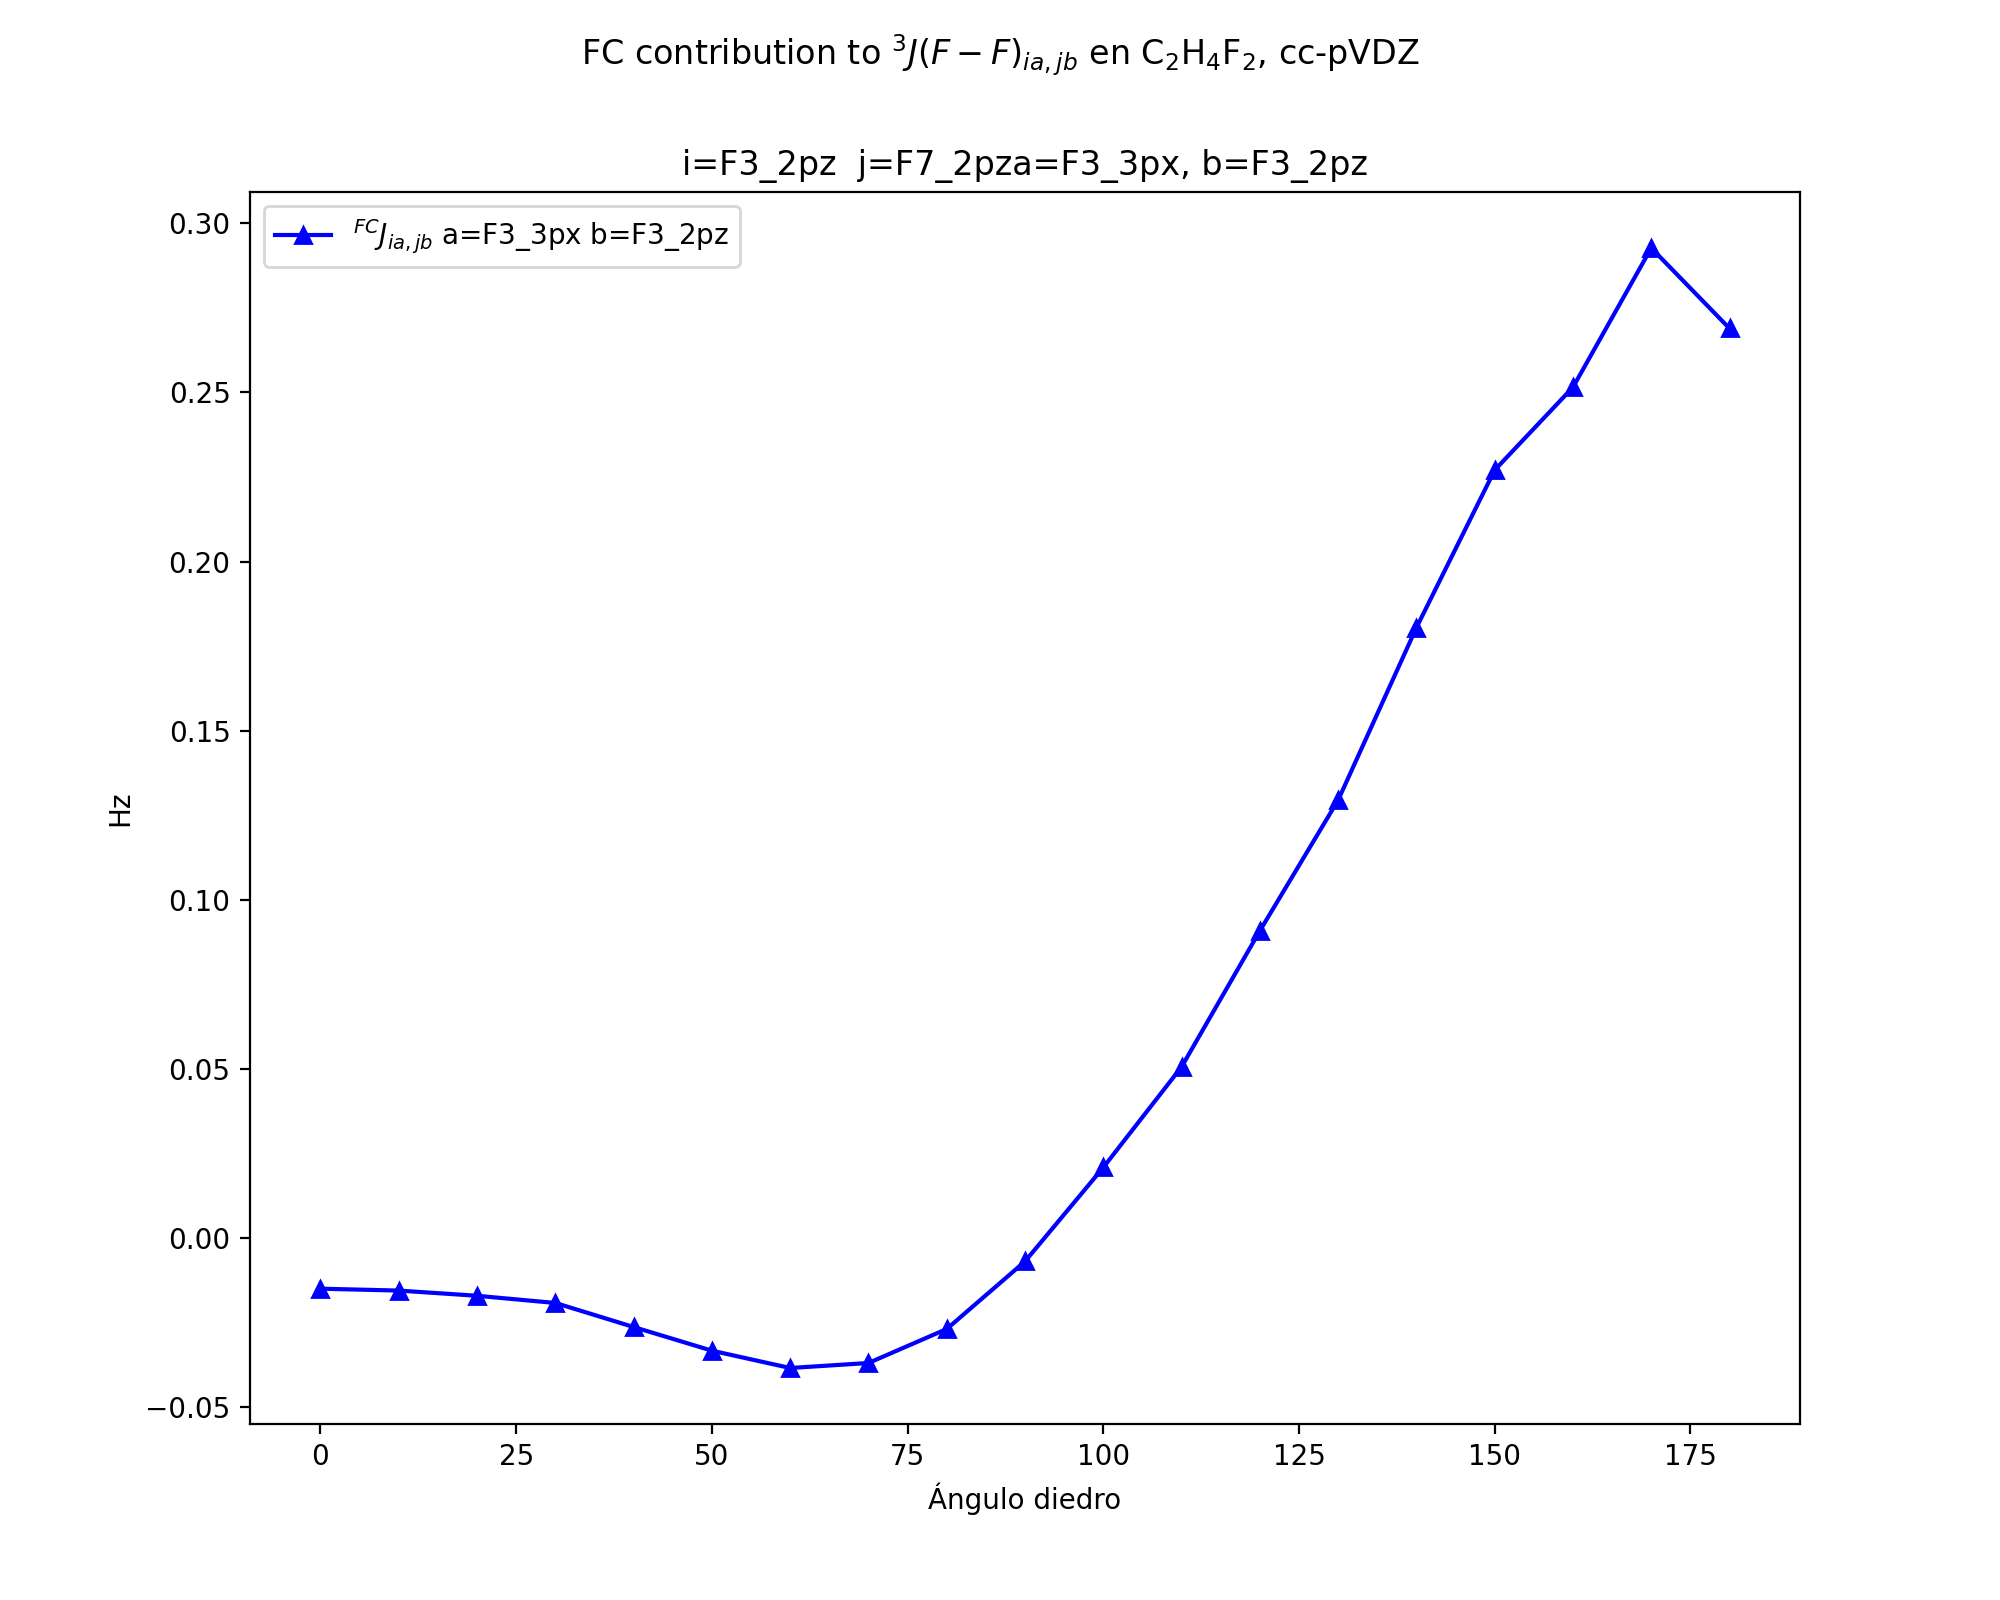 FC contribution to ³J(F − F)ᵢₐ,ⱼb en C₂H₄F₂, cc-pVDZ
i=F3_2pz  j=F7_2pza=F3_3px, b=F3_2pz
ᶠᶜJᵢₐ,ⱼb a=F3_3px b=F3_2pz
0.30
0.25
0.20
0.15
0.10
0.05
0.00
−0.05
Hz
0 25 50 75 100 125 150 175
Ángulo diedro